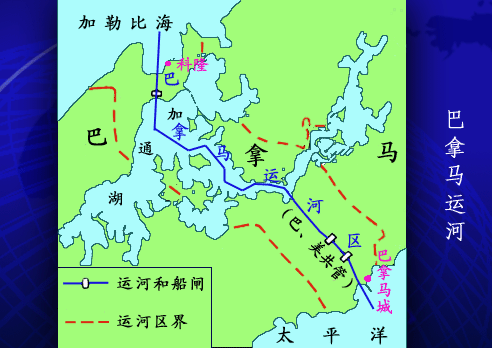 加勒比海
科隆
巴拿马运河区
(巴、美共管)
巴拿马
加通湖
巴拿马城
太平洋
运河和船闸
运河区界
巴拿马运河